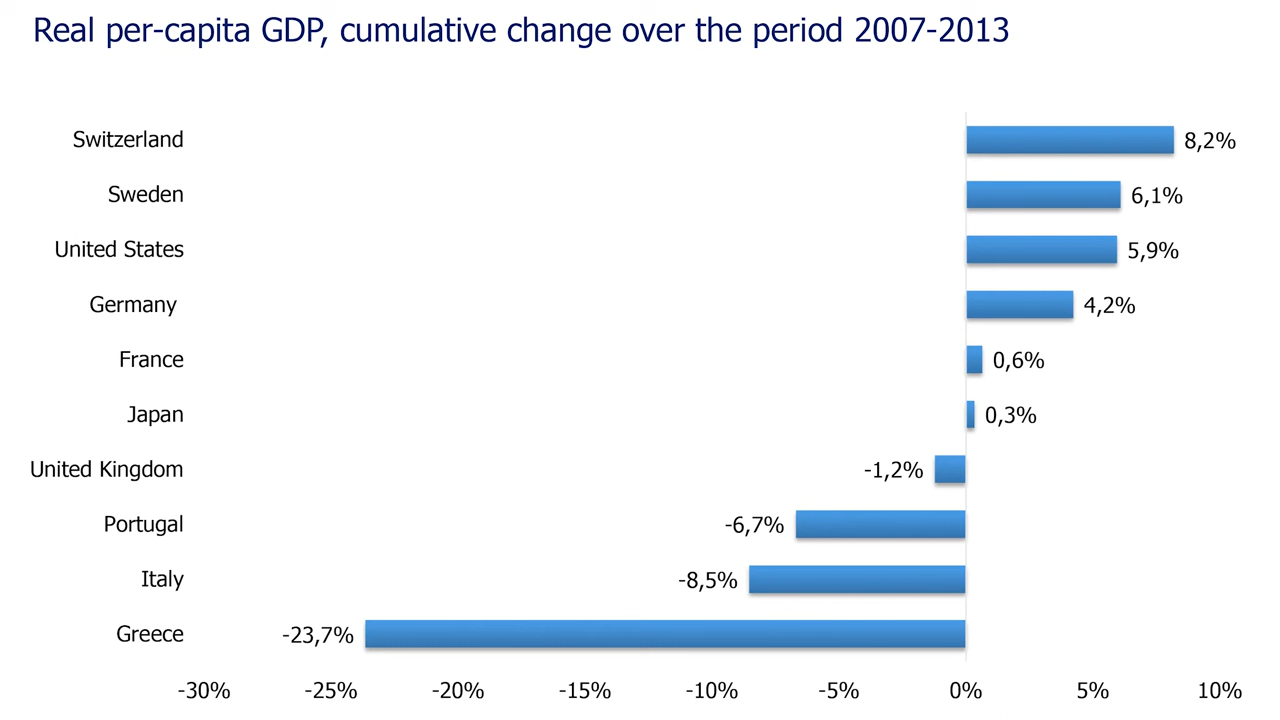 Real per-capita GDP, cumulative change over the period 2007-2013
Switzerland 8,2%
Sweden 6,1%
United States 5,9%
Germany 4,2%
France 0,6%
Japan 0,3%
United Kingdom -1,2%
Portugal -6,7%
Italy -8,5%
Greece -23,7%
-30% -25% -20% -15% -10% -5% 0% 5% 10%